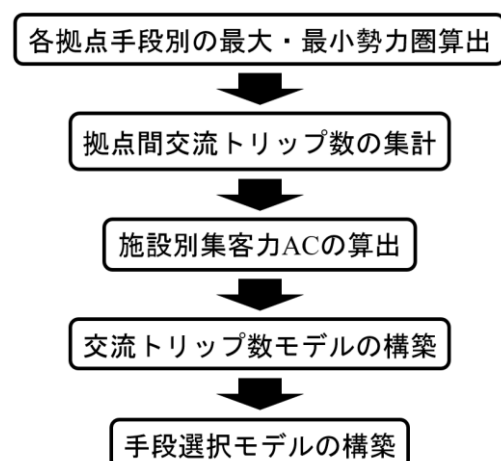 各拠点手段別の最大・最小勢力圏算出
拠点間交流トリップ数の集計
施設別集客力ACの算出
交流トリップ数モデルの構築
手段選択モデルの構築